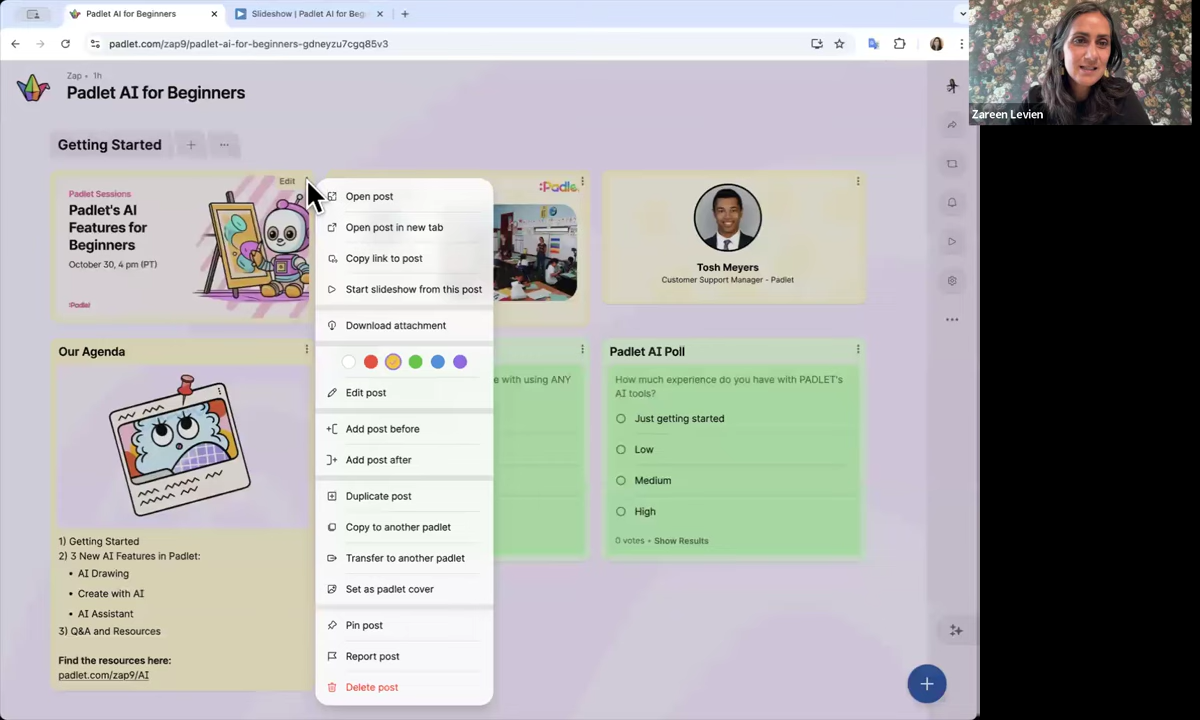 Padlet AI for Beginners
Slideshow | Padlet AI for Beg
padlet.com/zap9/padlet-ai-for-beginners-gdneyzu7cgq85v3
Zareen Levien
Zap • 1h
Padlet AI for Beginners
Getting Started
Edit
Padlet Sessions
Padlet's AI
Features for
Beginners
October 30, 4 pm (PT)
:Padlet
Open post
Open post in new tab
Copy link to post
Start slideshow from this post
Download attachment
Edit post
Add post before
Add post after
Duplicate post
Copy to another padlet
Transfer to another padlet
Set as padlet cover
Pin post
Report post
Delete post
:Padle
Tosh Meyers
Customer Support Manager - Padlet
Our Agenda
1) Getting Started
2) 3 New AI Features in Padlet:
• AI Drawing
• Create with AI
• AI Assistant
3) Q&A and Resources
Find the resources here:
padlet.com/zap9/AI
e with using ANY
Padlet AI Poll
How much experience do you have with PADLET's
AI tools?
Just getting started
Low
Medium
High
0 votes • Show Results